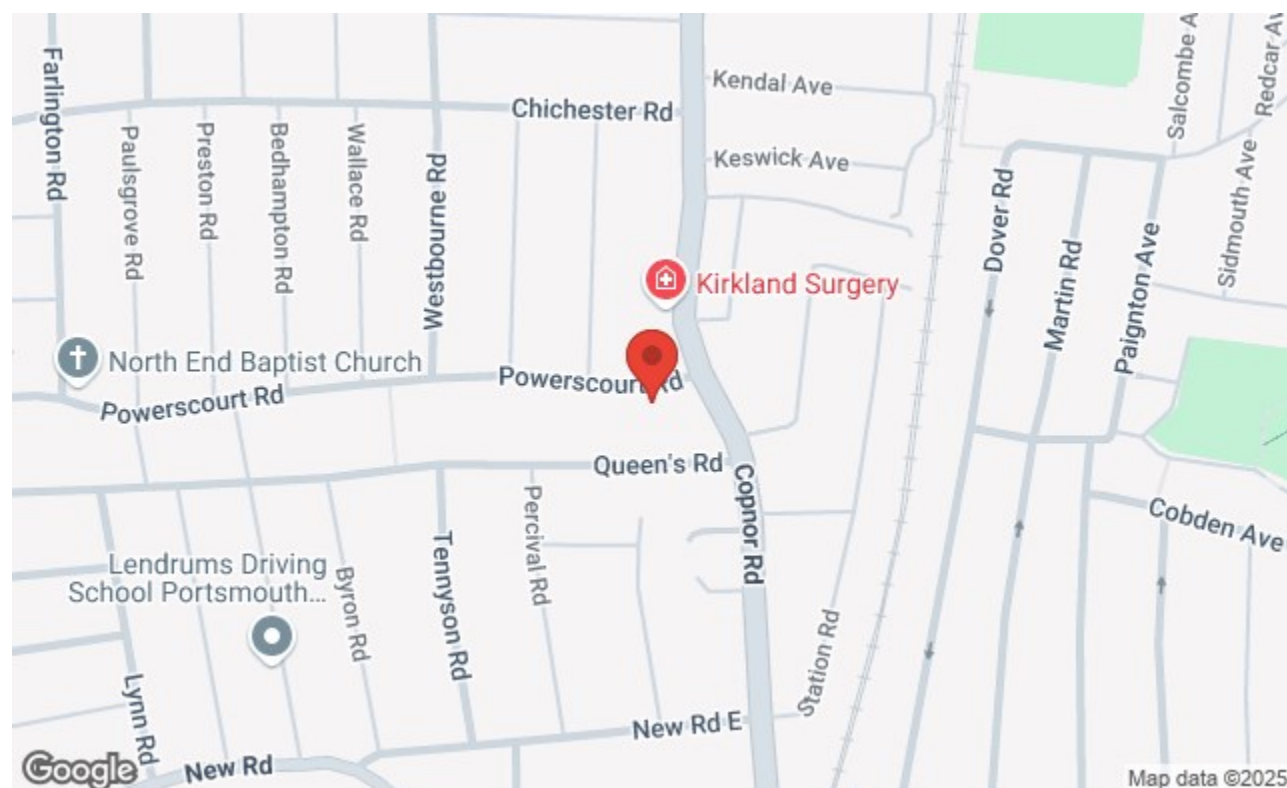 Farlington Rd
Paulsgrove Rd
Preston Rd
Bedhampton Rd
Wallace Rd
Westbourne Rd
Chichester Rd
Kendal Ave
Keswick Ave
Salcombe A
Redcar Av
Sidmouth Ave
Dover Rd
Martin Rd
Paignton Ave
Kirkland Surgery
North End Baptist Church
Powerscourt Rd
Powerscourt Rd
Queen's Rd
Copnor Rd
Cobden Ave
Percival Rd
Tennyson Rd
Byron Rd
Lendrums Driving
School Portsmouth...
Station Rd
Lynn Rd
New Rd E
New Rd
Google
Map data ©2025